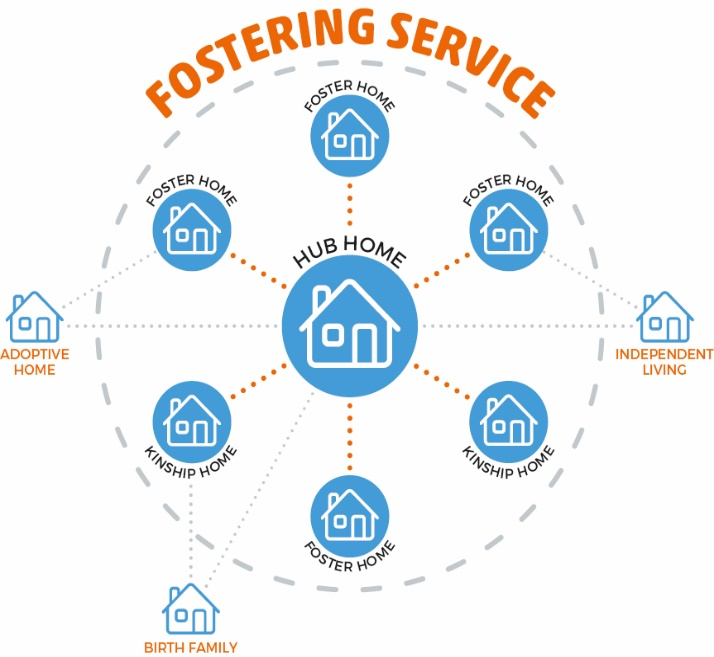 FOSTERING SERVICE
FOSTER HOME
FOSTER HOME
FOSTER HOME
HUB HOME
ADOPTIVE
HOME
INDEPENDENT
LIVING
KINSHIP HOME
KINSHIP HOME
FOSTER HOME
BIRTH FAMILY